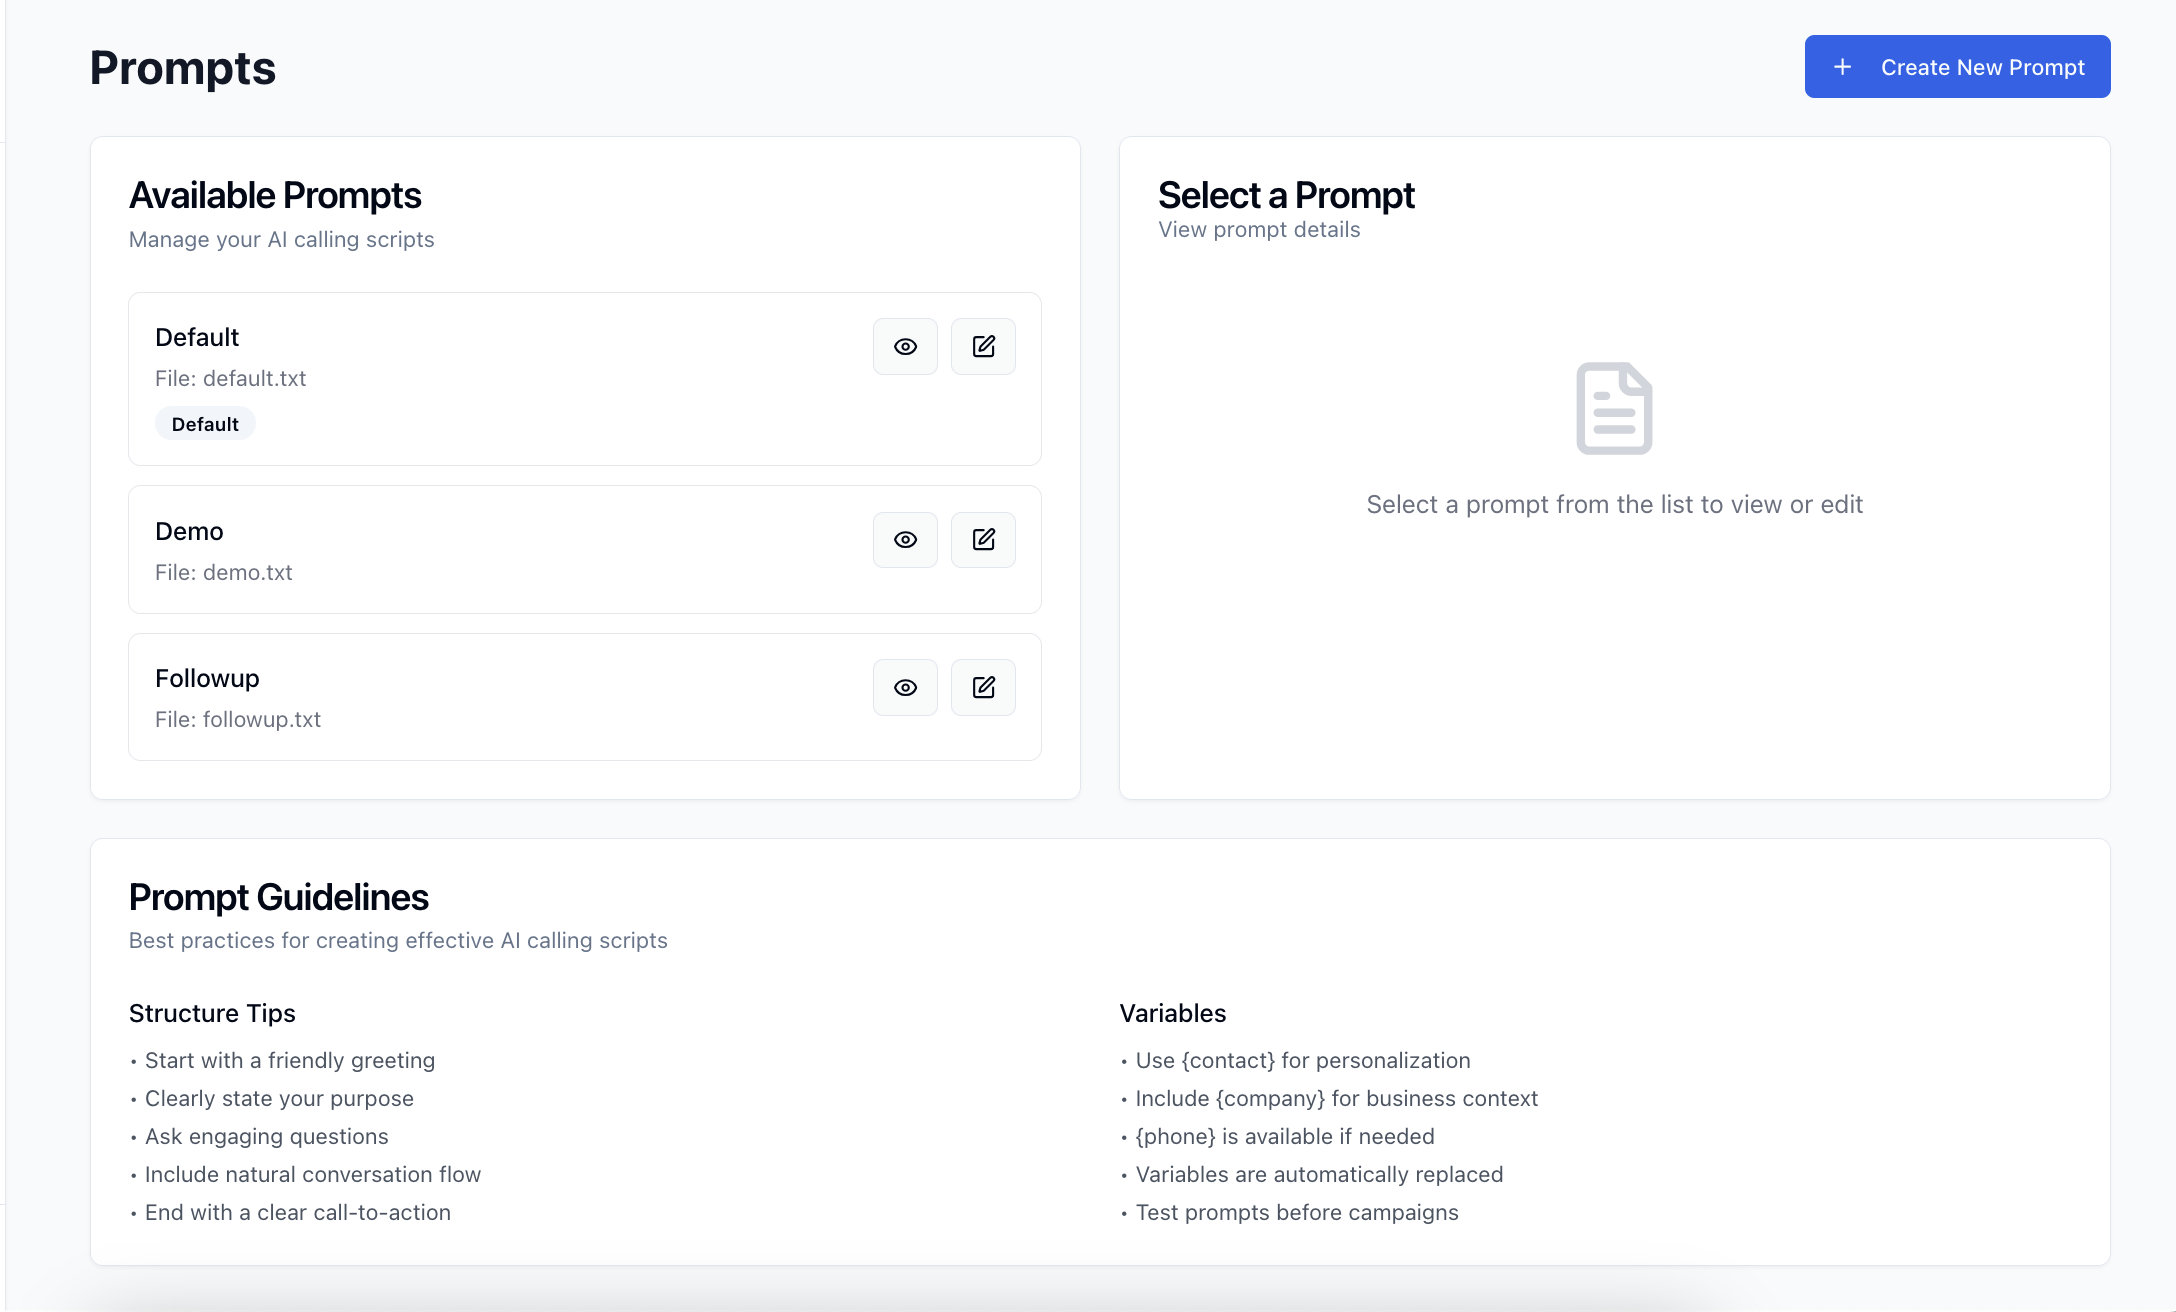 Prompts
Create New Prompt
Available Prompts
Manage your AI calling scripts
Default
File: default.txt
Default
Demo
File: demo.txt
Followup
File: followup.txt
Select a Prompt
View prompt details
Select a prompt from the list to view or edit
Prompt Guidelines
Best practices for creating effective AI calling scripts
Structure Tips
• Start with a friendly greeting
• Clearly state your purpose
• Ask engaging questions
• Include natural conversation flow
• End with a clear call-to-action
Variables
• Use {contact} for personalization
• Include {company} for business context
• {phone} is available if needed
• Variables are automatically replaced
• Test prompts before campaigns